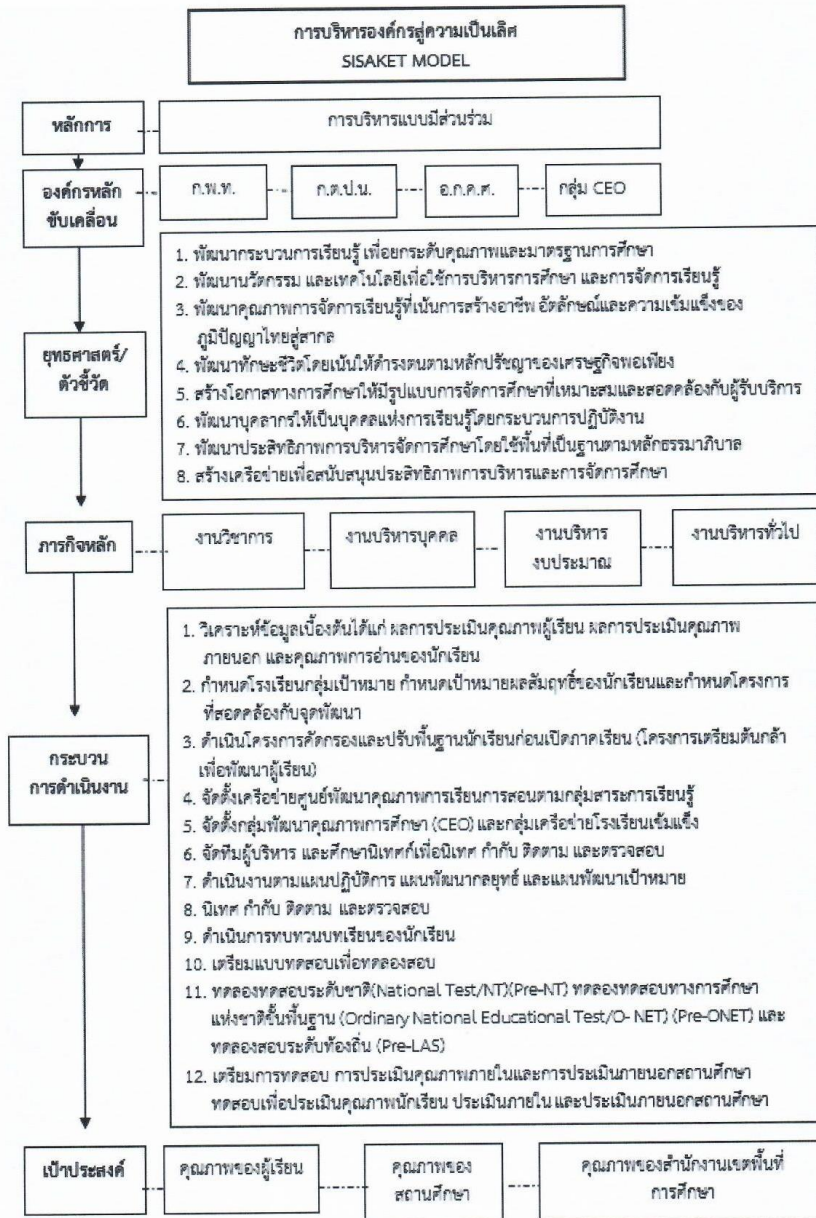 การบริหารองค์กรสู่ความเป็นเลิศ
SISAKET MODEL
หลักการ
การบริหารแบบมีส่วนร่วม
องค์กรหลัก
ขับเคลื่อน
ก.พ.ท.
ก.ต.ป.น.
อ.ก.ค.ศ.
กลุ่ม CEO
ยุทธศาสตร์/
ตัวชี้วัด
1. พัฒนากระบวนการเรียนรู้ เพื่อยกระดับคุณภาพและมาตรฐานการศึกษา
2. พัฒนานวัตกรรม และเทคโนโลยีเพื่อใช้การบริหารการศึกษา และการจัดการเรียนรู้
3. พัฒนาคุณภาพการจัดการเรียนรู้ที่เน้นการสร้างอาชีพ อัตลักษณ์และความเข้มแข็งของ
ภูมิปัญญาไทยสู่สากล
4. พัฒนาทักษะชีวิตโดยเน้นให้ดำรงตนตามหลักปรัชญาของเศรษฐกิจพอเพียง
5. สร้างโอกาสทางการศึกษาให้มีรูปแบบการจัดการศึกษาที่เหมาะสมและสอดคล้องกับผู้รับบริการ
6. พัฒนาบุคลากรให้เป็นบุคคลแห่งการเรียนรู้โดยกระบวนการปฏิบัติงาน
7. พัฒนาประสิทธิภาพการบริหารจัดการศึกษาโดยใช้พื้นที่เป็นฐานตามหลักธรรมาภิบาล
8. สร้างเครือข่ายเพื่อสนับสนุนประสิทธิภาพการบริหารและการจัดการศึกษา
ภารกิจหลัก
งานวิชาการ
งานบริหารบุคคล
งานบริหาร
งบประมาณ
งานบริหารทั่วไป
กระบวน
การดำเนินงาน
1. วิเคราะห์ข้อมูลเบื้องต้นได้แก่ ผลการประเมินคุณภาพผู้เรียน ผลการประเมินคุณภาพ
ภายนอก และคุณภาพการอ่านของนักเรียน
2. กำหนดโรงเรียนกลุ่มเป้าหมาย กำหนดเป้าหมายผลสัมฤทธิ์ของนักเรียนและกำหนดโครงการ
ที่สอดคล้องกับจุดพัฒนา
3. ดำเนินโครงการคัดกรองและปรับพื้นฐานนักเรียนก่อนเปิดภาคเรียน (โครงการเตรียมต้นกล้า
เพื่อพัฒนาผู้เรียน)
4. จัดตั้งเครือข่ายศูนย์พัฒนาคุณภาพการเรียนการสอนตามกลุ่มสาระการเรียนรู้
5. จัดตั้งกลุ่มพัฒนาคุณภาพการศึกษา (CEO) และกลุ่มเครือข่ายโรงเรียนเข้มแข็ง
6. จัดทีมผู้บริหาร และศึกษานิเทศก์เพื่อนิเทศ กำกับ ติดตาม และตรวจสอบ
7. ดำเนินงานตามแผนปฏิบัติการ แผนพัฒนากลยุทธ์ และแผนพัฒนาเป้าหมาย
8. นิเทศ กำกับ ติดตาม และตรวจสอบ
9. ดำเนินการทบทวนบทเรียนของนักเรียน
10. เตรียมแบบทดสอบเพื่อทดลองสอบ
11. ทดลองทดสอบระดับชาติ(National Test/NT)(Pre-NT) ทดลองทดสอบทางการศึกษา
แห่งชาติขั้นพื้นฐาน (Ordinary National Educational Test/O- NET) (Pre-ONET) และ
ทดลองสอบระดับท้องถิ่น (Pre-LAS)
12. เตรียมการทดสอบ การประเมินคุณภาพภายในและการประเมินภายนอกสถานศึกษา
ทดสอบเพื่อประเมินคุณภาพนักเรียน ประเมินภายใน และประเมินภายนอกสถานศึกษา
เป้าประสงค์
คุณภาพของผู้เรียน
คุณภาพของ
สถานศึกษา
คุณภาพของสำนักงานเขตพื้นที่
การศึกษา